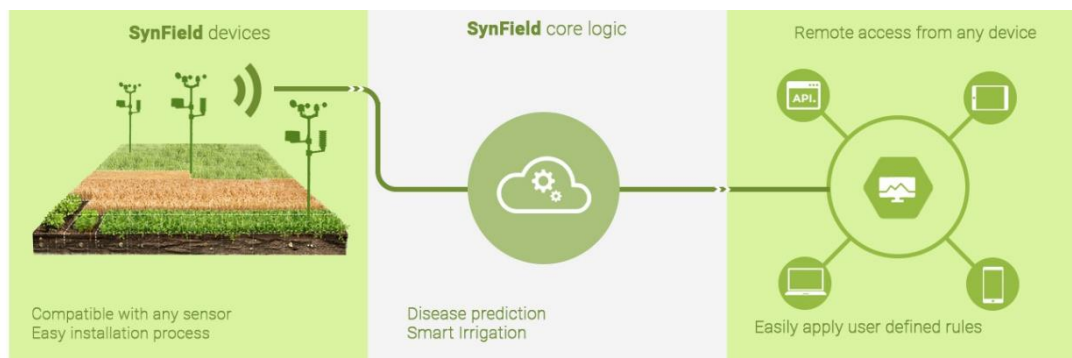 SynField devices
Compatible with any sensor
Easy installation process
SynField core logic
Disease prediction
Smart Irrigation
Remote access from any device
API.
Easily apply user defined rules